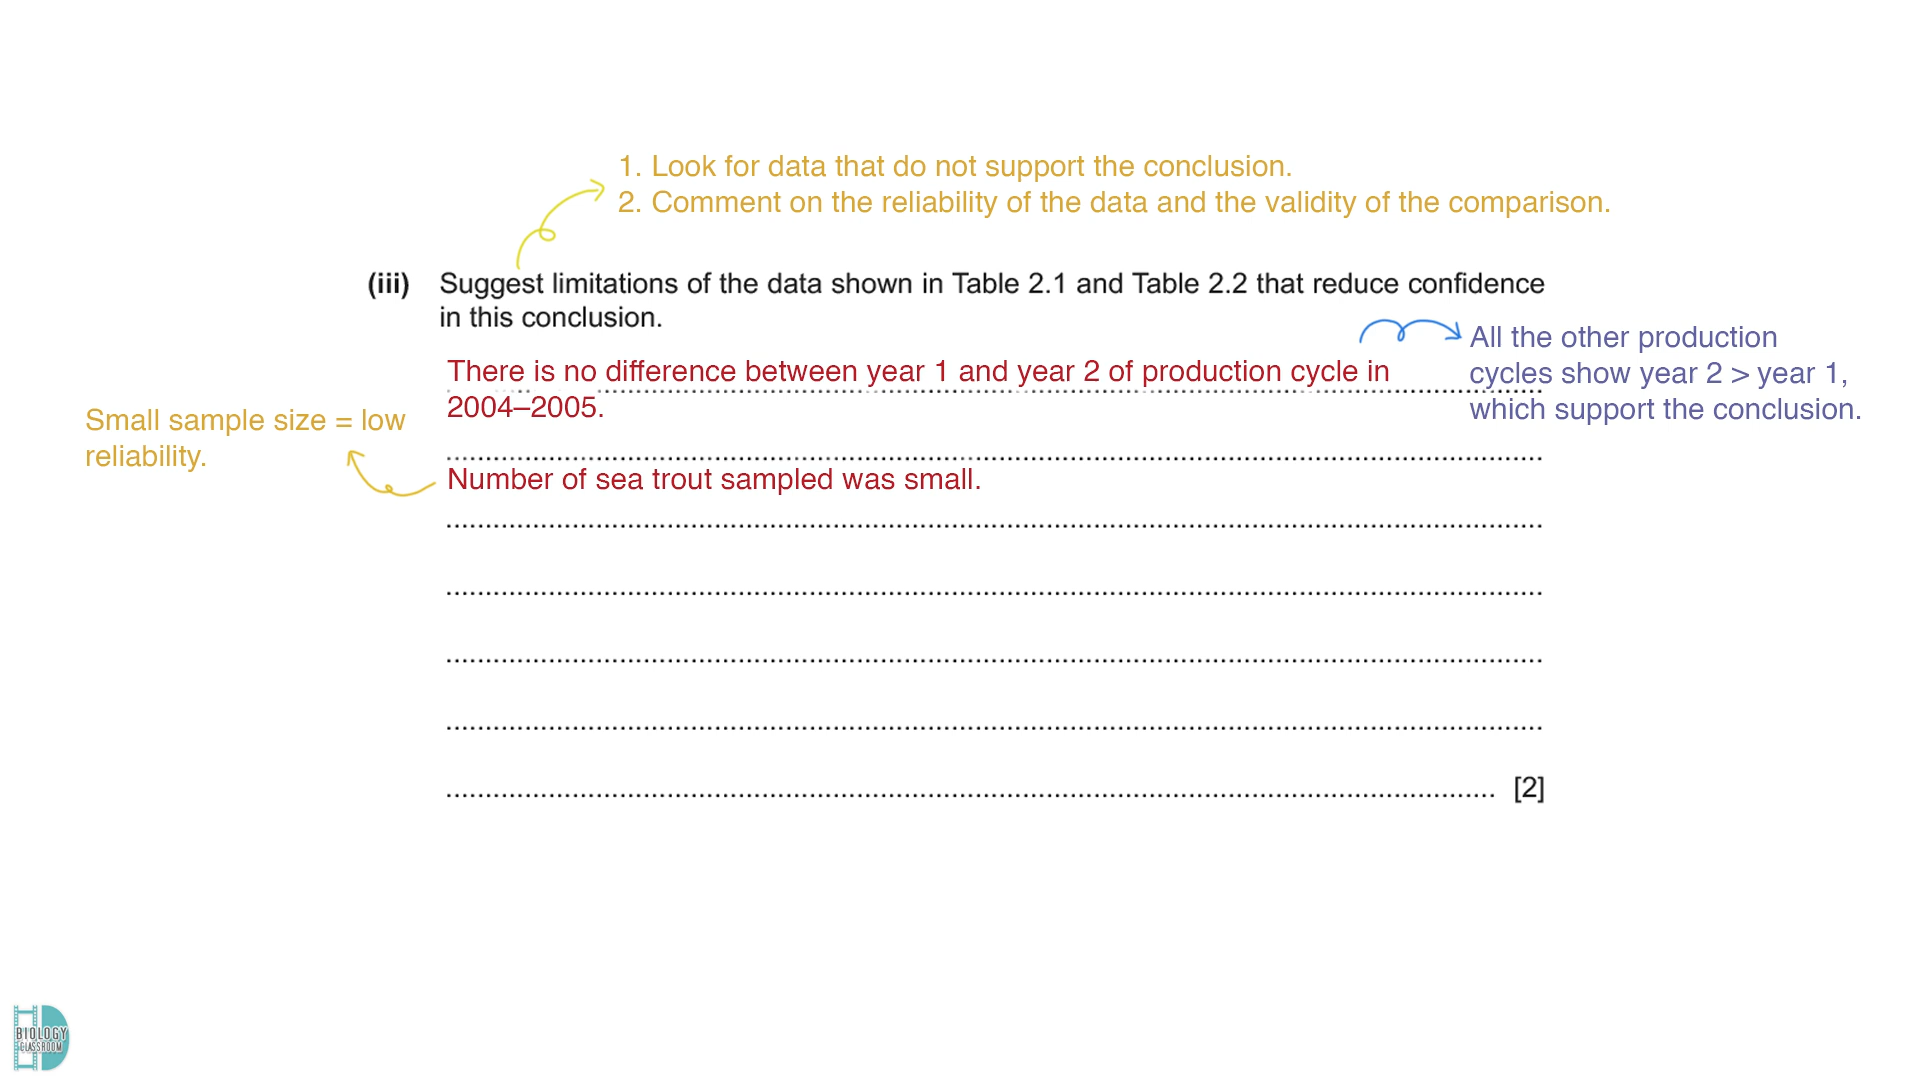 1. Look for data that do not support the conclusion.
2. Comment on the reliability of the data and the validity of the comparison.
(iii) Suggest limitations of the data shown in Table 2.1 and Table 2.2 that reduce confidence
in this conclusion.
All the other production
cycles show year 2 > year 1,
which support the conclusion.
There is no difference between year 1 and year 2 of production cycle in
2004–2005.
Small sample size = low
reliability.
Number of sea trout sampled was small.
[2]
BIOLOGY
CLASSROOM